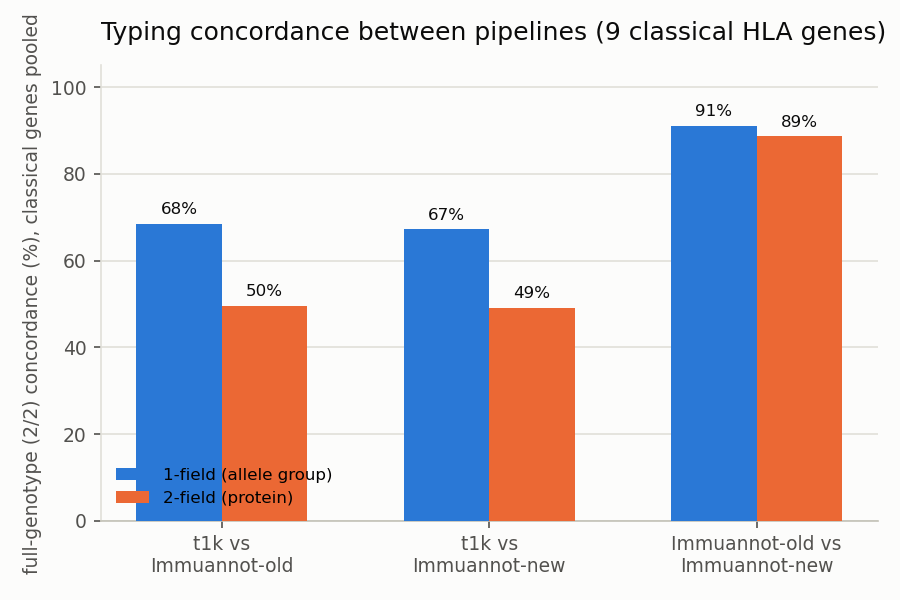 Typing concordance between pipelines (9 classical HLA genes)
full-genotype (2/2) concordance (%), classical genes pooled
100
80
60
40
20
0
68%
50%
67%
49%
91%
89%
1-field (allele group)
2-field (protein)
t1k vs
Immuannot-old
t1k vs
Immuannot-new
Immuannot-old vs
Immuannot-new